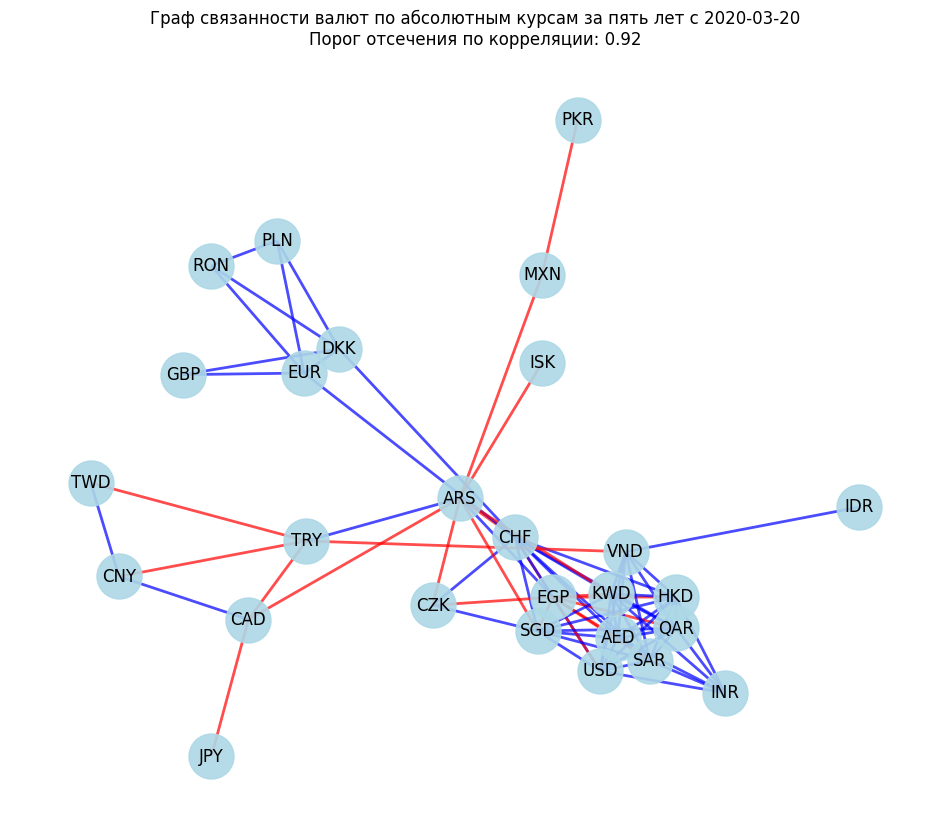 Граф связанности валют по абсолютным курсам за пять лет с 2020-03-20
Порог отсечения по корреляции: 0.92
PKR
PLN
RON
MXN
DKK
ISK
EUR
GBP
TWD
ARS
IDR
CHF
TRY
VND
CNY
KWD
EGP
HKD
CZK
CAD
QAR
SGD
AED
SAR
USD
INR
JPY